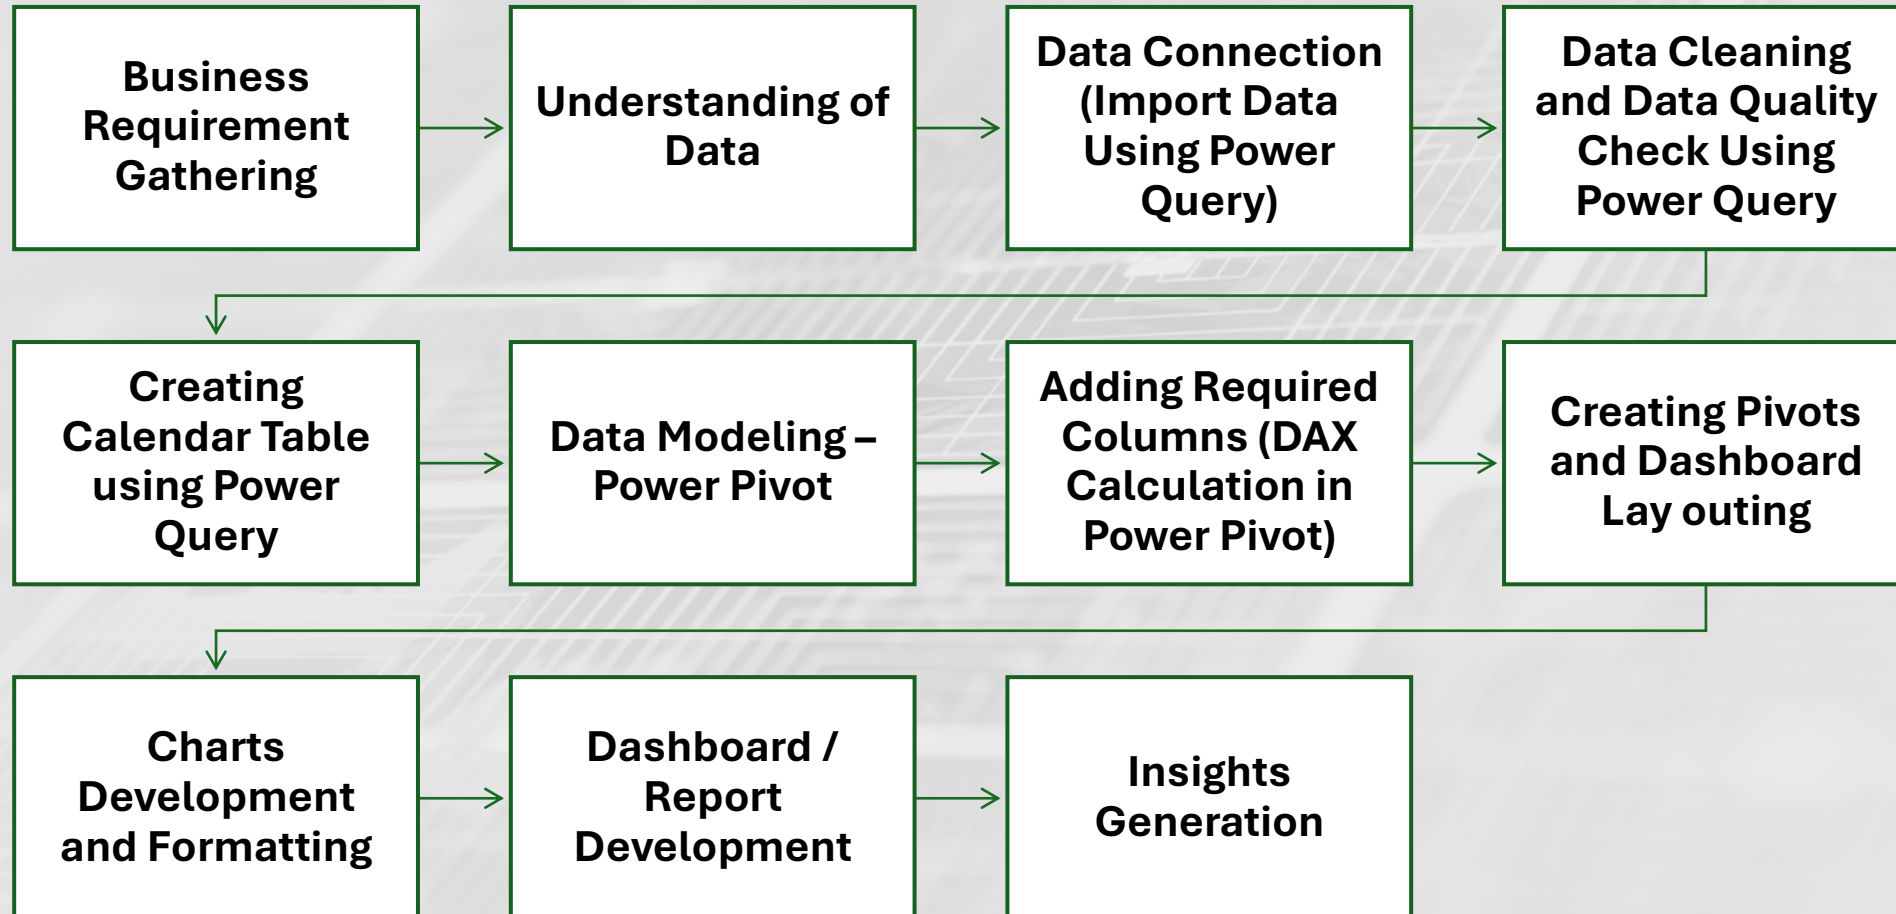 Business
Requirement
Gathering
Understanding of
Data
Data Connection
(Import Data
Using Power
Query)
Data Cleaning
and Data Quality
Check Using
Power Query
Creating
Calendar Table
using Power
Query
Data Modeling –
Power Pivot
Adding Required
Columns (DAX
Calculation in
Power Pivot)
Creating Pivots
and Dashboard
Lay outing
Charts
Development
and Formatting
Dashboard /
Report
Development
Insights
Generation